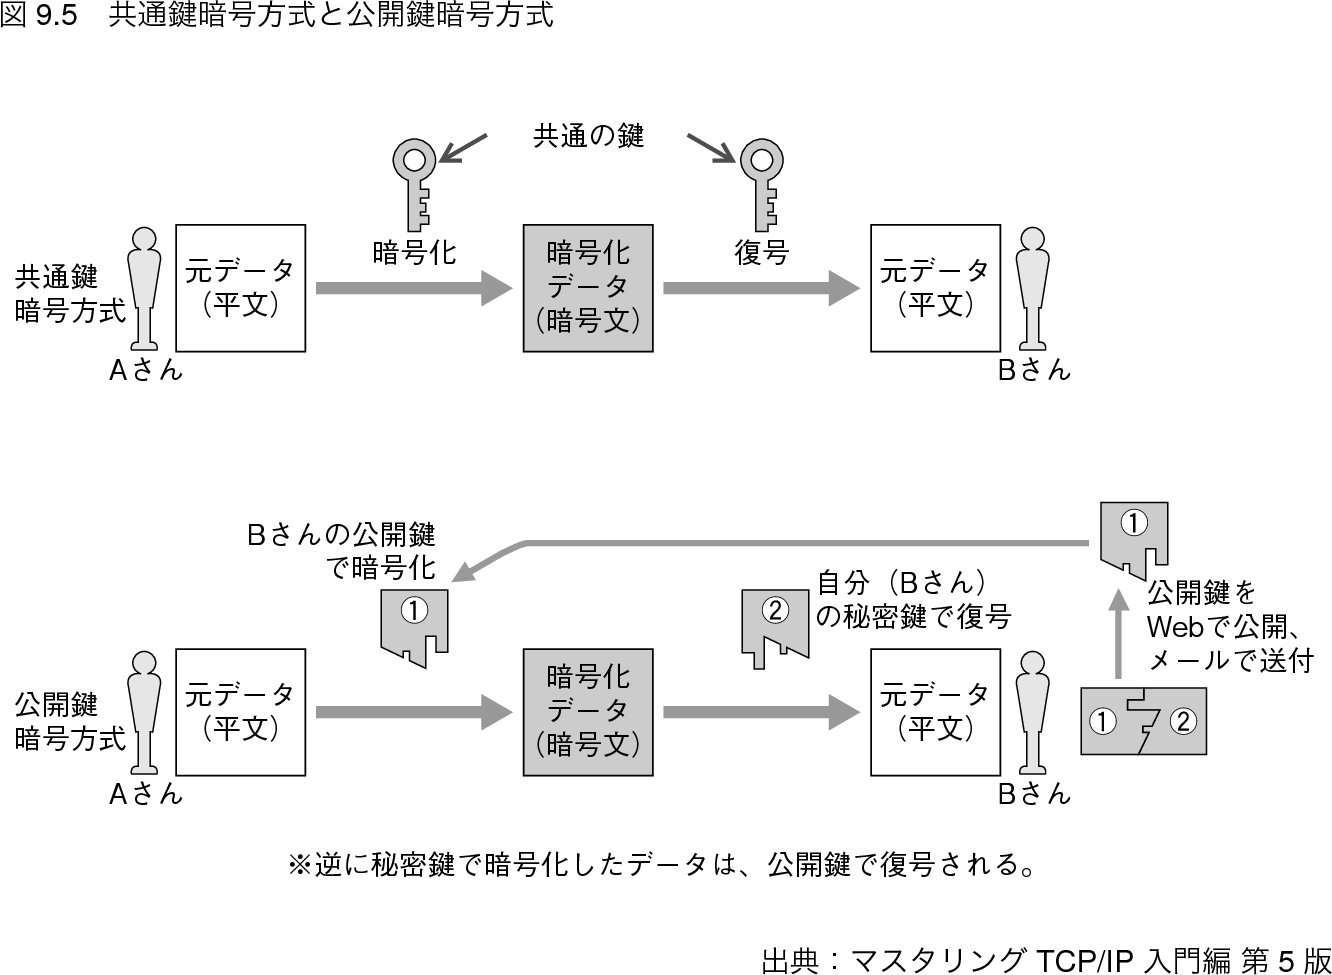 図 9.5　共通鍵暗号方式と公開鍵暗号方式
共通の鍵
暗号化
復号
共通鍵
暗号方式
元データ
（平文）
暗号化
データ
（暗号文）
元データ
（平文）
Aさん
Bさん
Bさんの公開鍵
で暗号化
①
①
②
自分（Bさん）
の秘密鍵で復号
公開鍵を
Webで公開、
メールで送付
公開鍵
暗号方式
元データ
（平文）
暗号化
データ
（暗号文）
元データ
（平文）
①
②
Aさん
Bさん
※逆に秘密鍵で暗号化したデータは、公開鍵で復号される。
出典：マスタリング TCP/IP 入門編 第 5 版